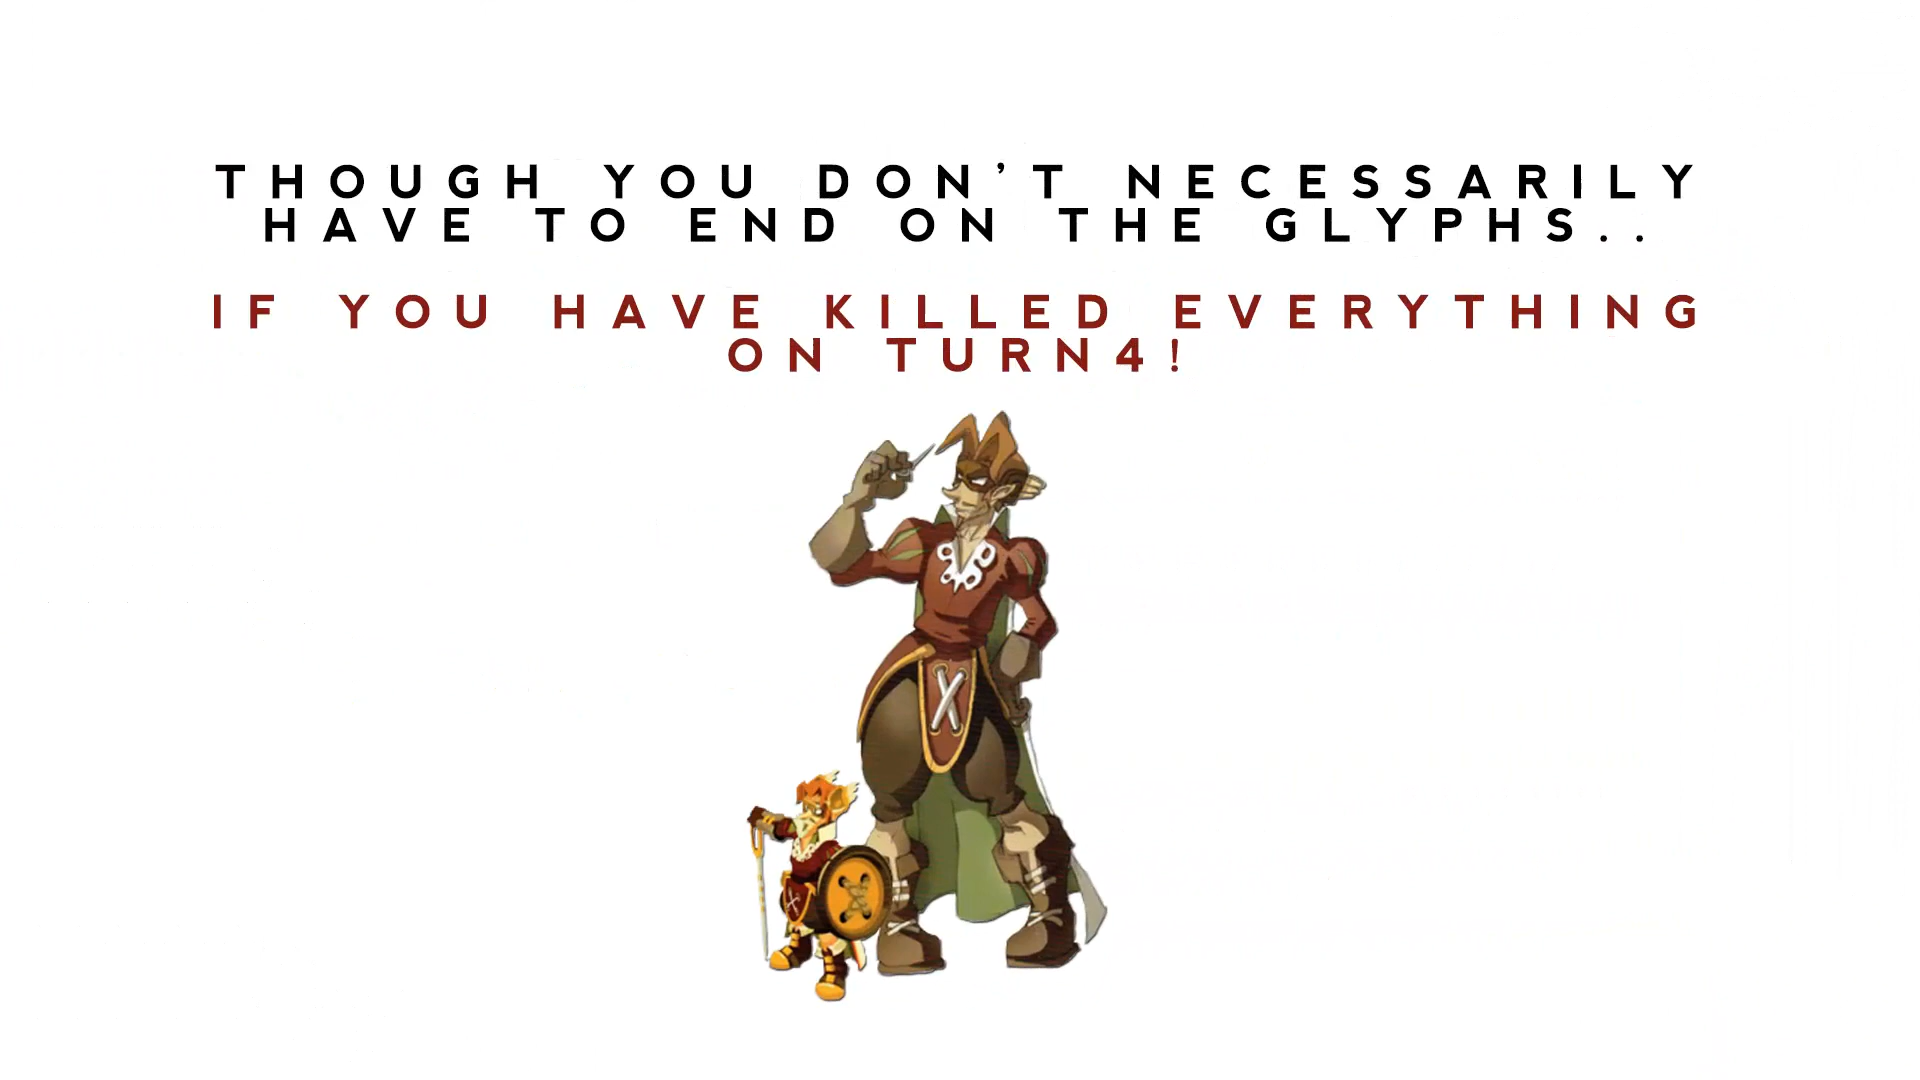 THOUGH YOU DON'T NECESSARILY
HAVE TO END ON THE GLYPHS..
IF YOU HAVE KILLED EVERYTHING
ON TURN4!